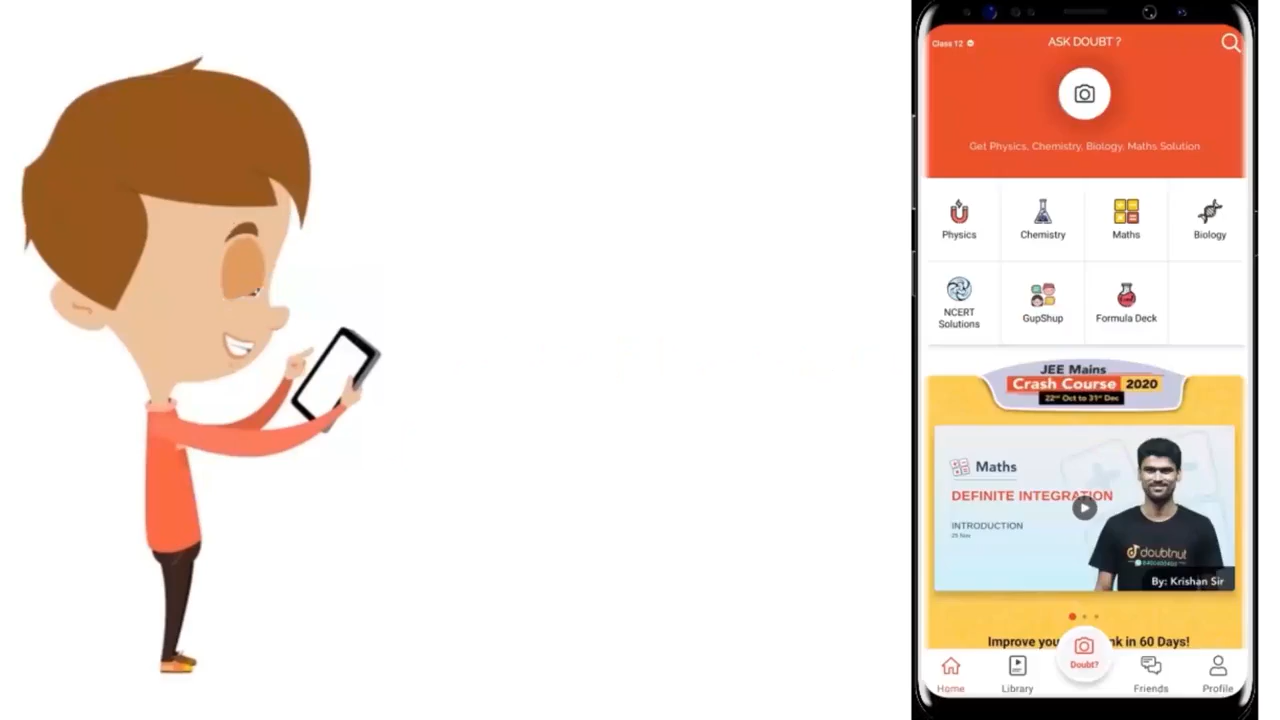 Class 12
ASK DOUBT ?
Get Physics, Chemistry, Biology, Maths Solution
Physics
Chemistry
Maths
Biology
NCERT
Solutions
GupShup
Formula Deck
JEE Mains
Crash Course 2020
22nd Oct to 31st Dec
Maths
DEFINITE INTEGRATION
INTRODUCTION
doubtnut
By: Krishan Sir
in 60 Days!
Doubt?
Home
Library
Friends
Profile